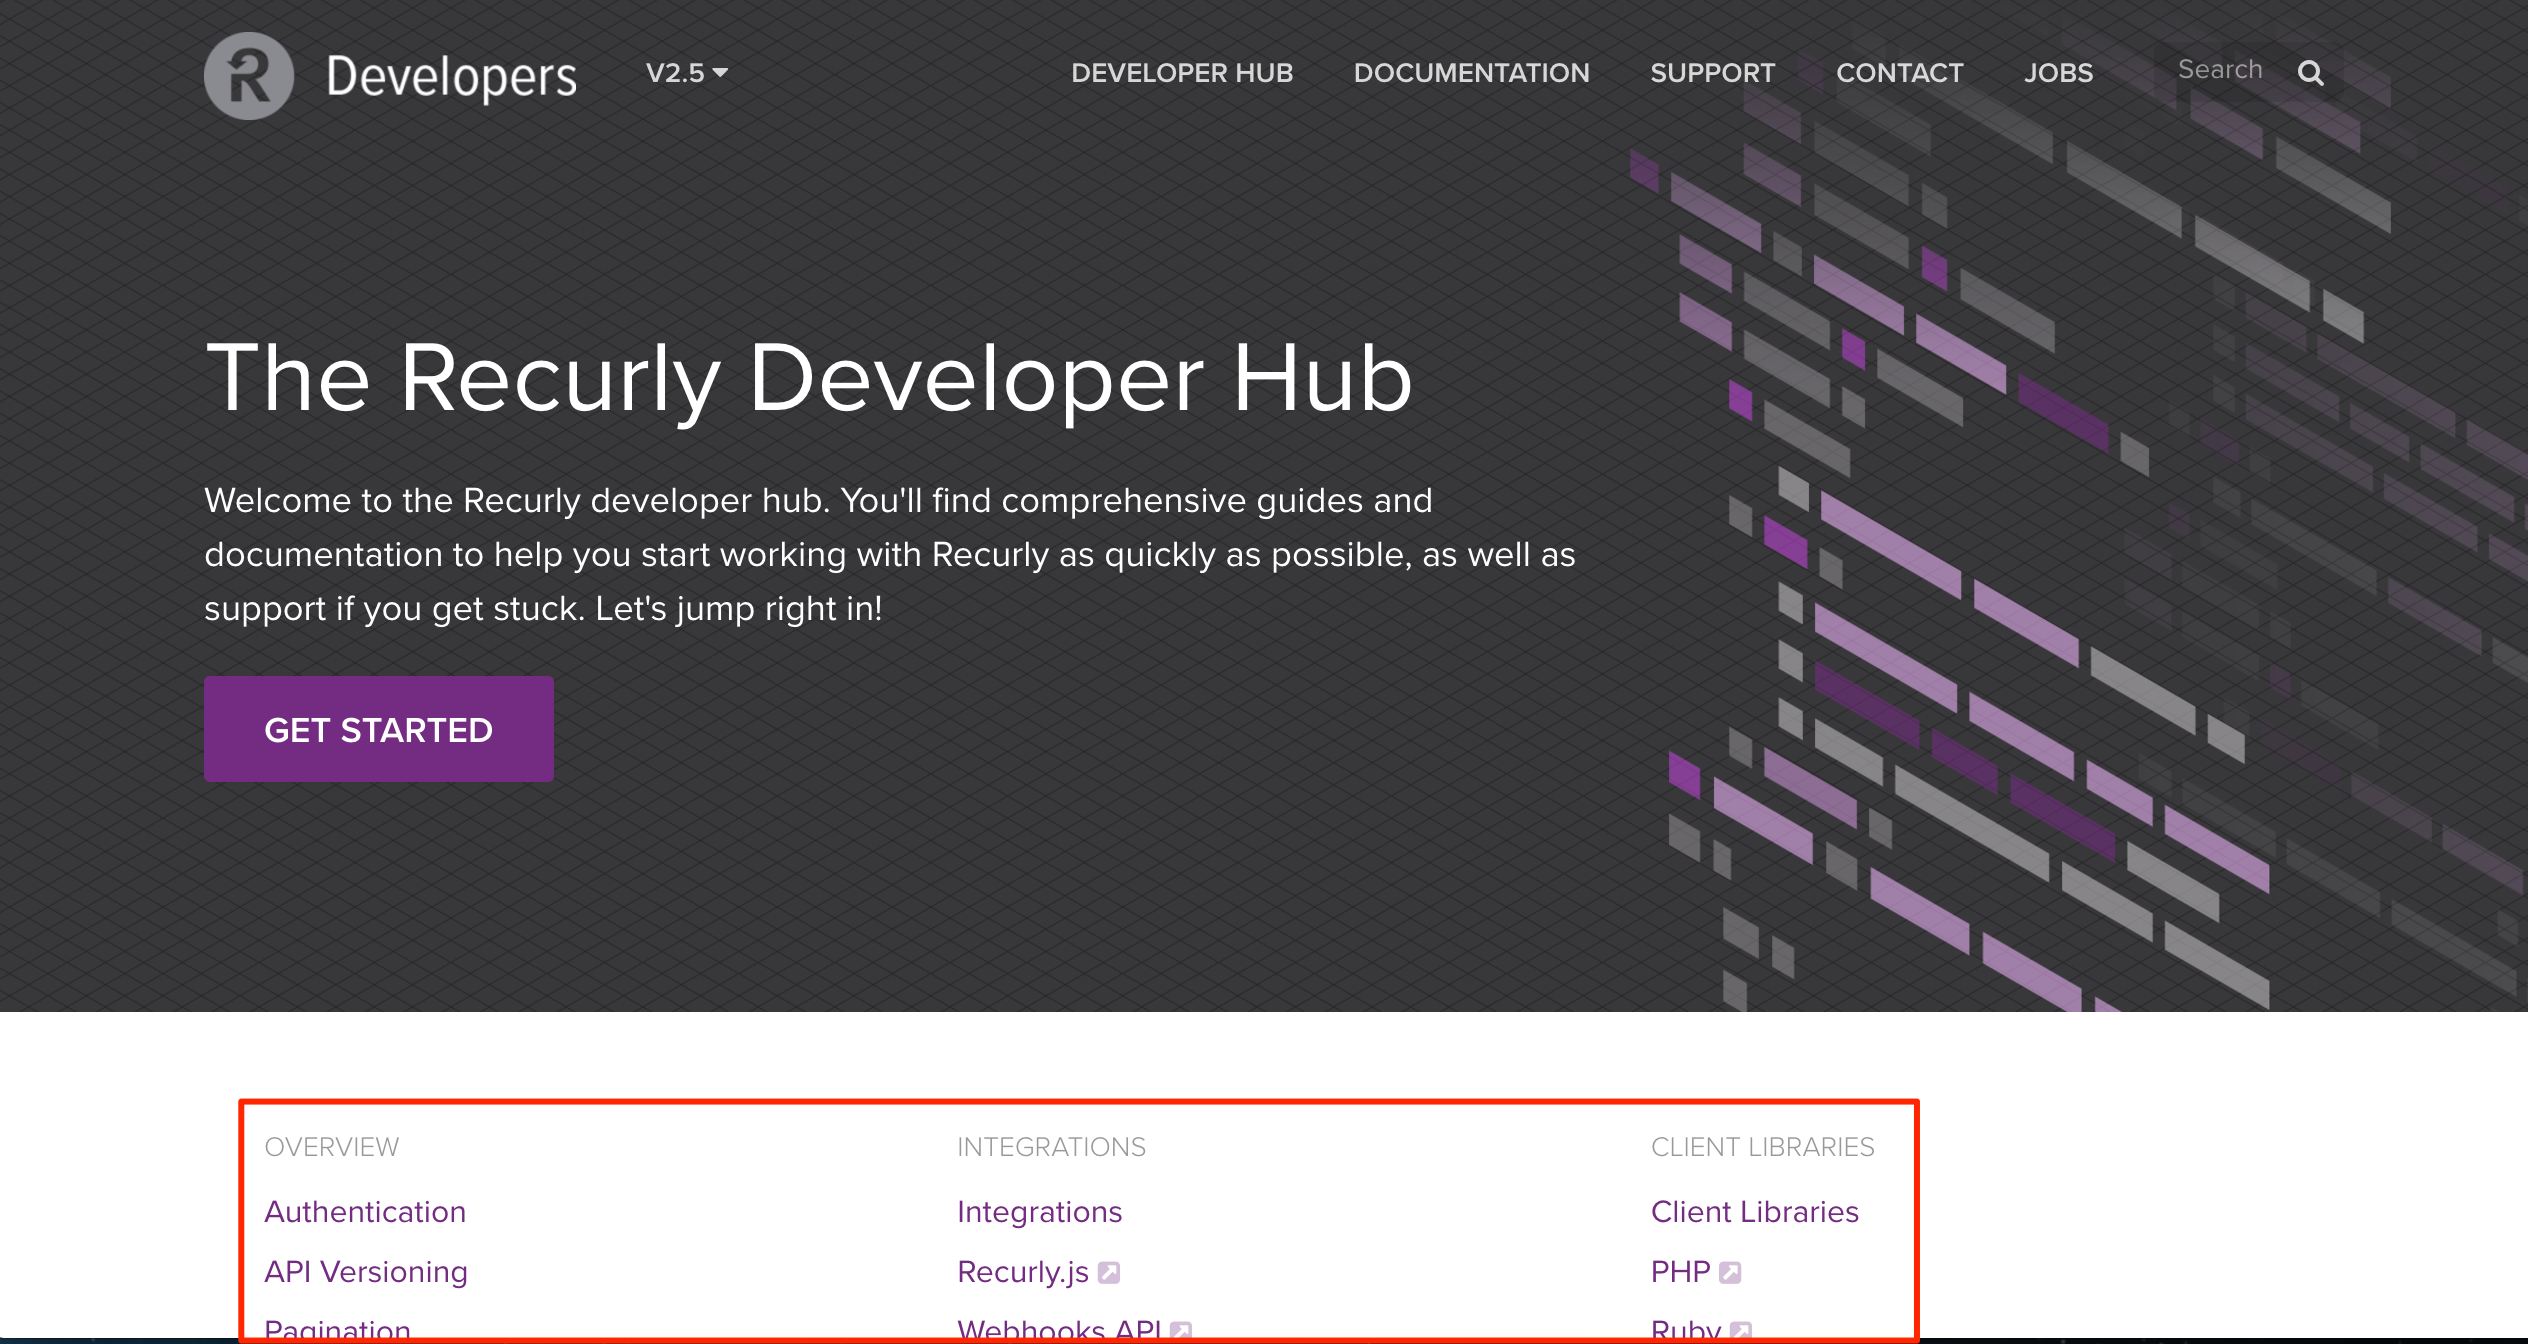 R Developers V2.5 DEVELOPER HUB DOCUMENTATION SUPPORT CONTACT JOBS Search
The Recurly Developer Hub
Welcome to the Recurly developer hub. You'll find comprehensive guides and
documentation to help you start working with Recurly as quickly as possible, as well as
support if you get stuck. Let's jump right in!
GET STARTED
OVERVIEW
Authentication
API Versioning
Pagination
INTEGRATIONS
Integrations
Recurly.js
Webhooks API
CLIENT LIBRARIES
Client Libraries
PHP
Ruby